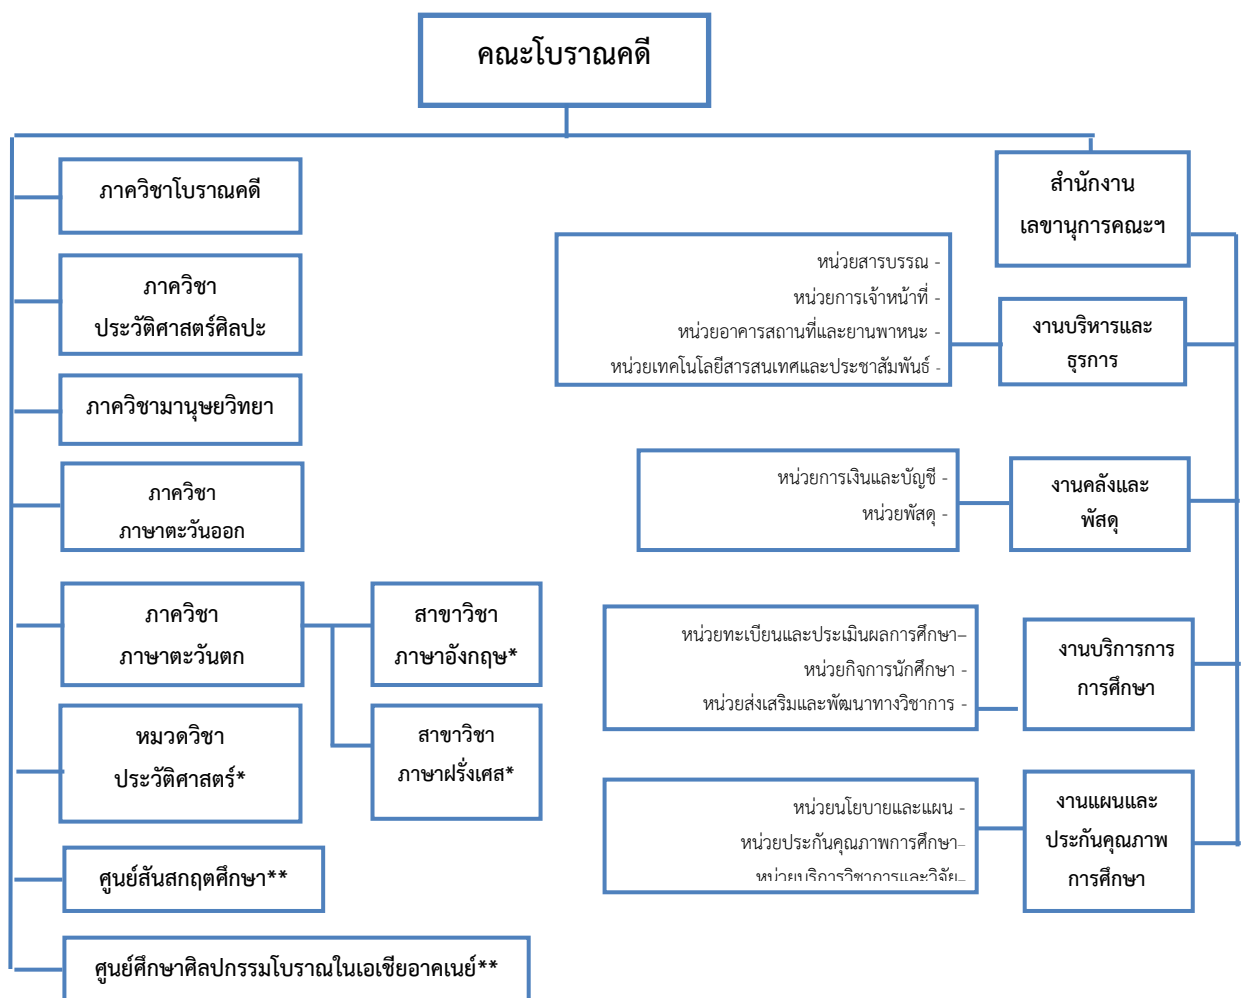 คณะโบราณคดี
ภาควิชาโบราณคดี
ภาควิชา
ประวัติศาสตร์ศิลปะ
ภาควิชามานุษยวิทยา
ภาควิชา
ภาษาตะวันออก
ภาควิชา
ภาษาตะวันตก
สาขาวิชา
ภาษาอังกฤษ*
สาขาวิชา
ภาษาฝรั่งเศส*
หมวดวิชา
ประวัติศาสตร์*
ศูนย์สันสกฤตศึกษา**
ศูนย์ศึกษาศิลปกรรมโบราณในเอเชียอาคเนย์**
สำนักงาน
เลขานุการคณะฯ
งานบริหารและ
ธุรการ
หน่วยสารบรรณ -
หน่วยการเจ้าหน้าที่ -
หน่วยอาคารสถานที่และยานพาหนะ -
หน่วยเทคโนโลยีสารสนเทศและประชาสัมพันธ์ -
งานคลังและ
พัสดุ
หน่วยการเงินและบัญชี -
หน่วยพัสดุ -
งานบริการการ
การศึกษา
หน่วยทะเบียนและประเมินผลการศึกษา–
หน่วยกิจการนักศึกษา -
หน่วยส่งเสริมและพัฒนาทางวิชาการ -
งานแผนและ
ประกันคุณภาพ
การศึกษา
หน่วยนโยบายและแผน -
หน่วยประกันคุณภาพการศึกษา–
หน่วยบริการวิชาการและวิจัย–